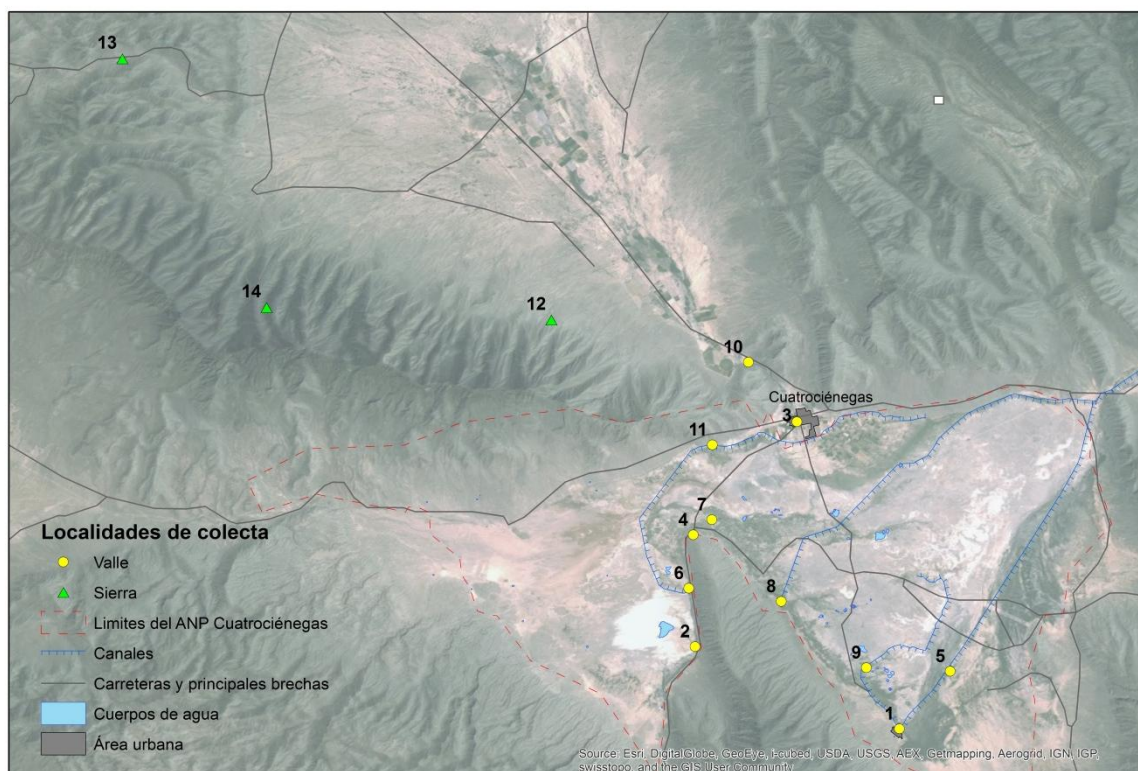 13
14
12
10
Cuatrociénegas
3
11
7
4
6
8
2
9
5
1
Localidades de colecta
Valle
Sierra
Limites del ANP Cuatrociénegas
Canales
Carreteras y principales brechas
Cuerpos de agua
Área urbana
Source: Esri, DigitalGlobe, GeoEye, i-cubed, USDA, USGS, AEX, Getmapping, Aerogrid, IGN, IGP,
swisstopo, and the GIS User Community